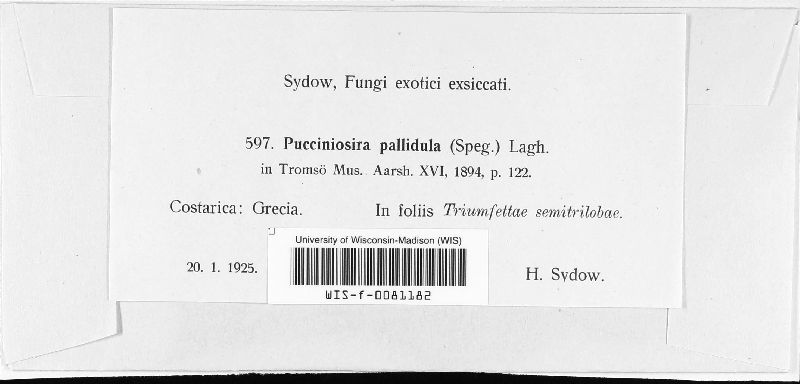 Sydow, Fungi exotici exsiccati.
597. Pucciniosira pallidula (Speg.) Lagh.
in Tromsö Mus. Aarsh. XVI, 1894, p. 122.
Costarica: Grecia. In foliis Triumfettae semitrilobae.
University of Wisconsin-Madison (WIS)
WIS-f-0081182
20. 1. 1925. H. Sydow.